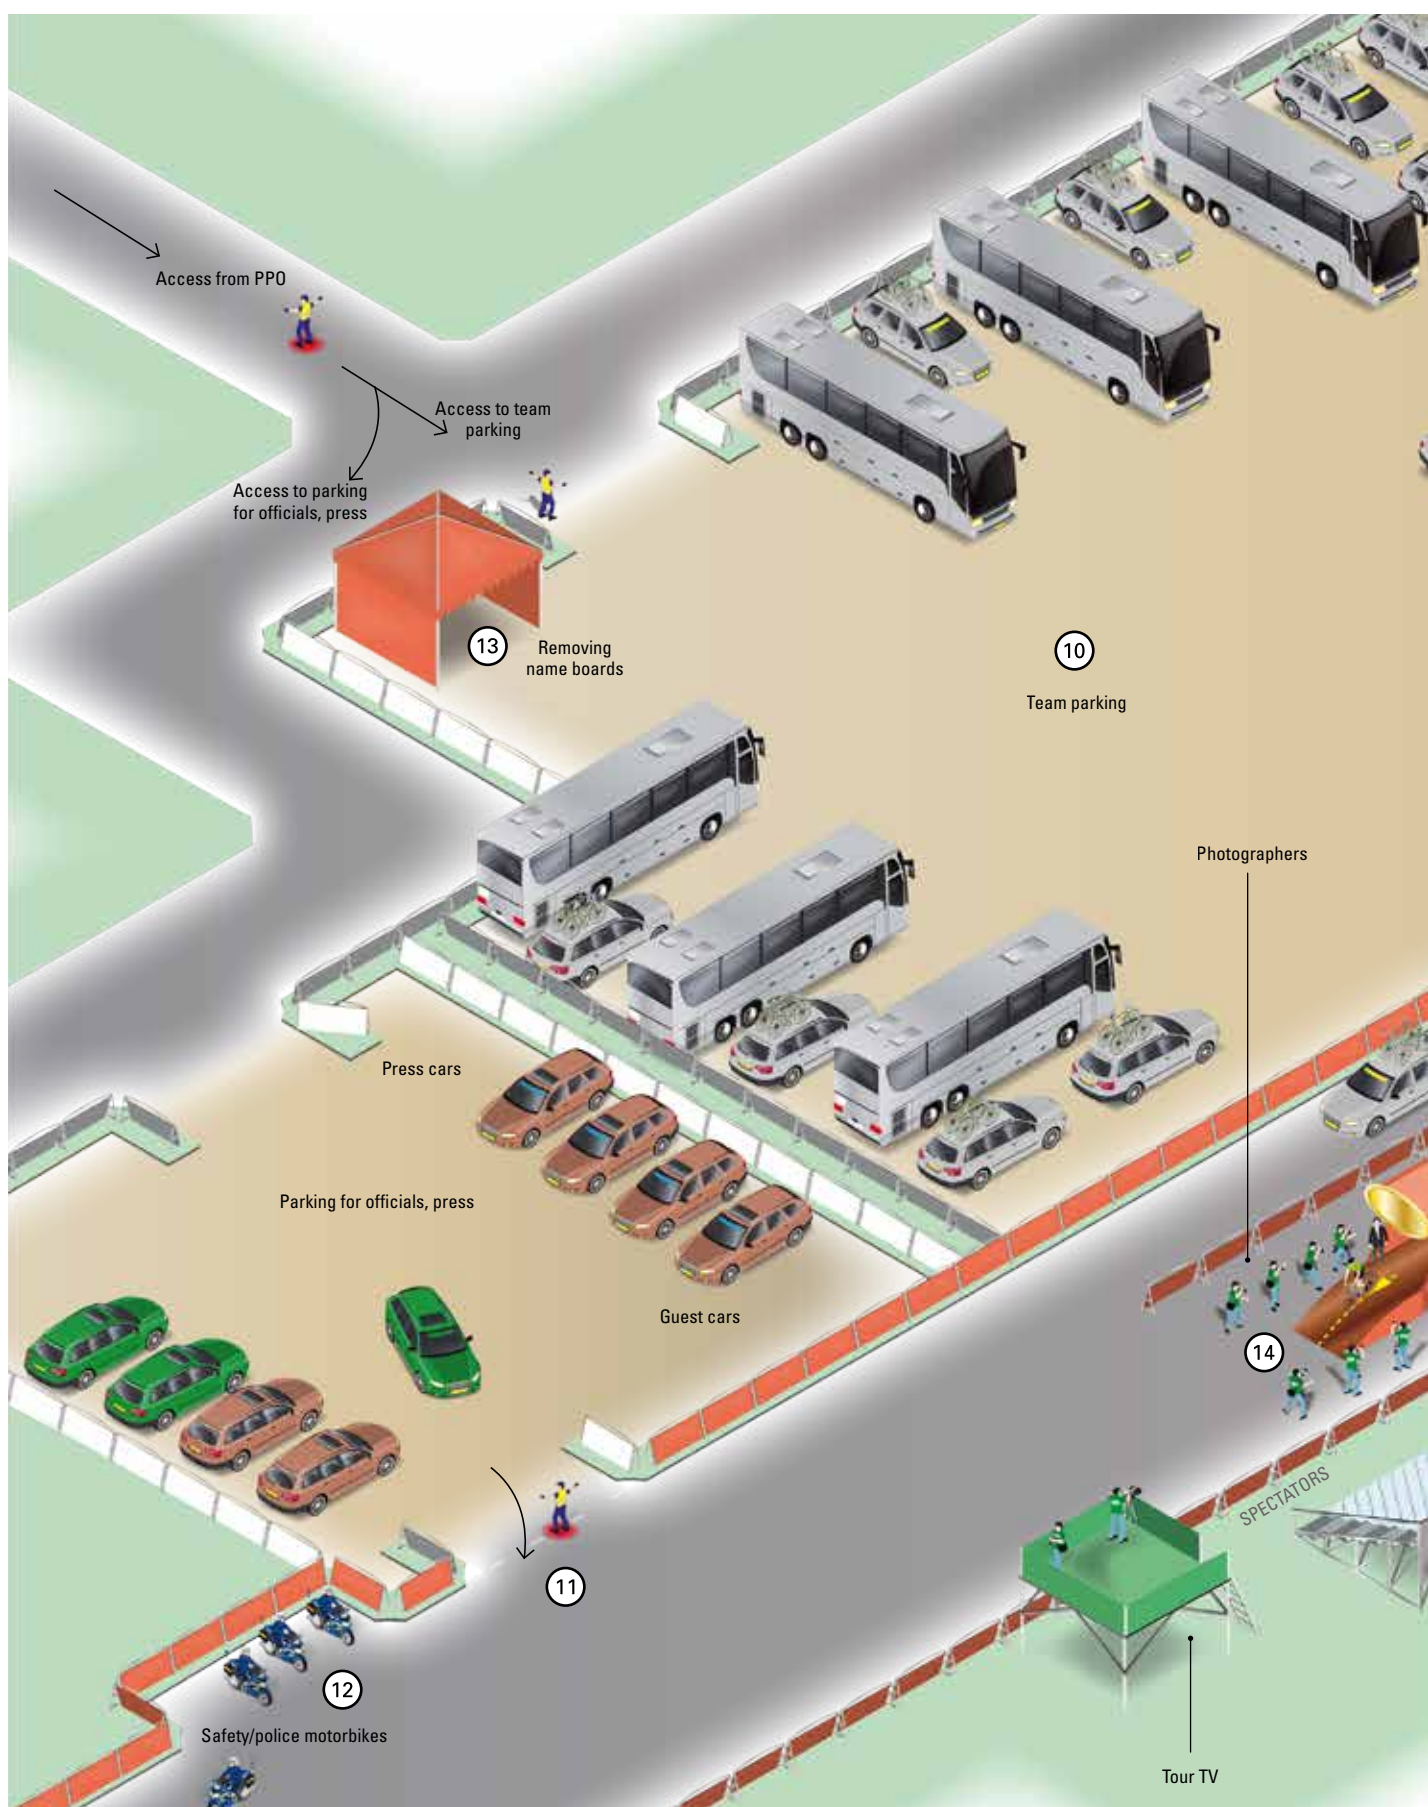 Access from PPO
Access to team
parking
Access to parking
for officials, press
13
Removing
name boards
10
Team parking
Photographers
Press cars
Parking for officials, press
Guest cars
14
SPECTATORS
11
12
Safety/police motorbikes
Tour TV